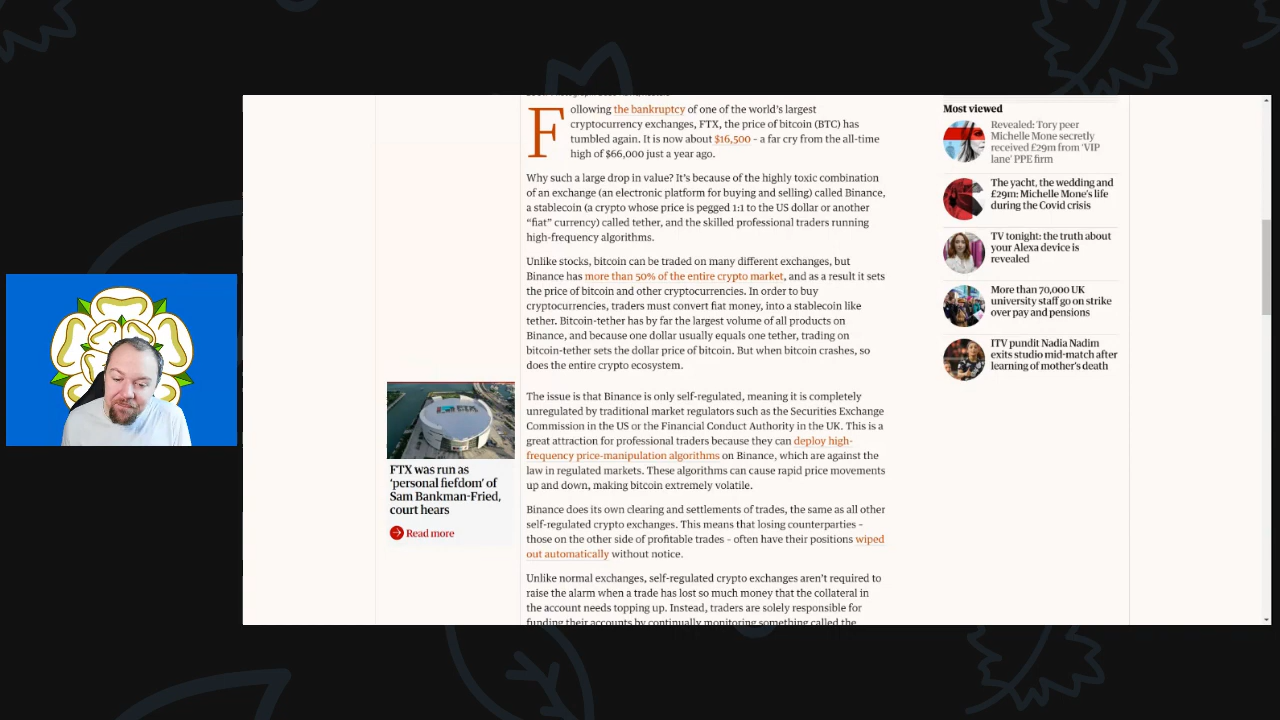 Following the bankruptcy of one of the world's largest
cryptocurrency exchanges, FTX, the price of bitcoin (BTC) has
tumbled again. It is now about $16,500 – a far cry from the all-time
high of $66,000 just a year ago.
Why such a large drop in value? It's because of the highly toxic combination
of an exchange (an electronic platform for buying and selling) called Binance,
a stablecoin (a crypto whose price is pegged 1:1 to the US dollar or another
“fiat” currency) called tether, and the skilled professional traders running
high-frequency algorithms.
Unlike stocks, bitcoin can be traded on many different exchanges, but
Binance has more than 50% of the entire crypto market, and as a result it sets
the price of bitcoin and other cryptocurrencies. In order to buy
cryptocurrencies, traders must convert fiat money, into a stablecoin like
tether. Bitcoin-tether has by far the largest volume of all products on
Binance, and because one dollar usually equals one tether, trading on
bitcoin-tether sets the dollar price of bitcoin. But when bitcoin crashes, so
does the entire crypto ecosystem.
The issue is that Binance is only self-regulated, meaning it is completely
unregulated by traditional market regulators such as the Securities Exchange
Commission in the US or the Financial Conduct Authority in the UK. This is a
great attraction for professional traders because they can deploy high-
frequency price-manipulation algorithms on Binance, which are against the
law in regulated markets. These algorithms can cause rapid price movements
up and down, making bitcoin extremely volatile.
Binance does its own clearing and settlements of trades, the same as all other
self-regulated crypto exchanges. This means that losing counterparties –
those on the other side of profitable trades – often have their positions wiped
out automatically without notice.
Unlike normal exchanges, self-regulated crypto exchanges aren't required to
raise the alarm when a trade has lost so much money that the collateral in
the account needs topping up. Instead, traders are solely responsible for
funding their accounts by continually monitoring something called the
FTX was run as
‘personal fiefdom’ of
Sam Bankman-Fried,
court hears
Read more
Most viewed
Revealed: Tory peer
Michelle Mone secretly
received £29m from ‘VIP
lane’ PPE firm
The yacht, the wedding and
£29m: Michelle Mone's life
during the Covid crisis
TV tonight: the truth about
your Alexa device is
revealed
More than 70,000 UK
university staff go on strike
over pay and pensions
ITV pundit Nadia Nadim
exits studio mid-match after
learning of mother's death